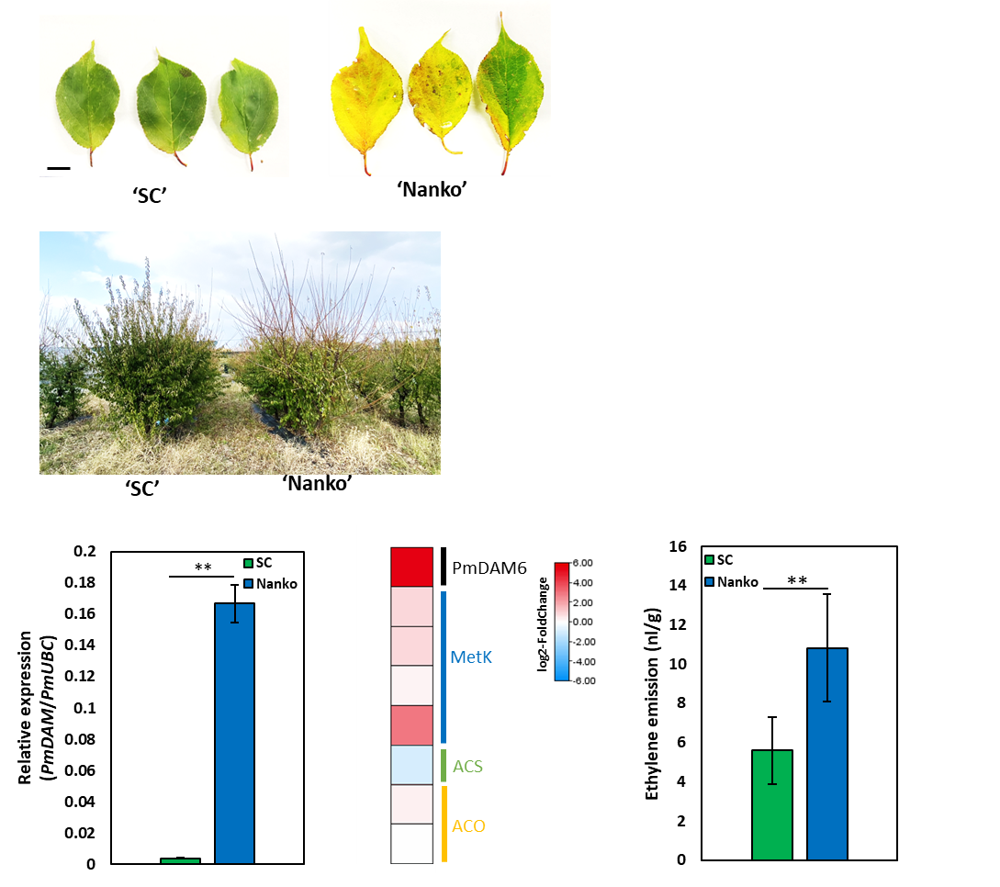 ‘SC’
‘Nanko’
‘SC’
‘Nanko’
Relative expression
(PmDAM/PmUBC)
0.2
0.18
0.16
0.14
0.12
0.1
0.08
0.06
0.04
0.02
0
**
SC
Nanko
PmDAM6
MetK
ACS
ACO
log2-FoldChange
6.00
4.00
2.00
0.00
-2.00
-4.00
-6.00
Ethylene emission (nl/g)
16
14
12
10
8
6
4
2
0
SC
Nanko
**